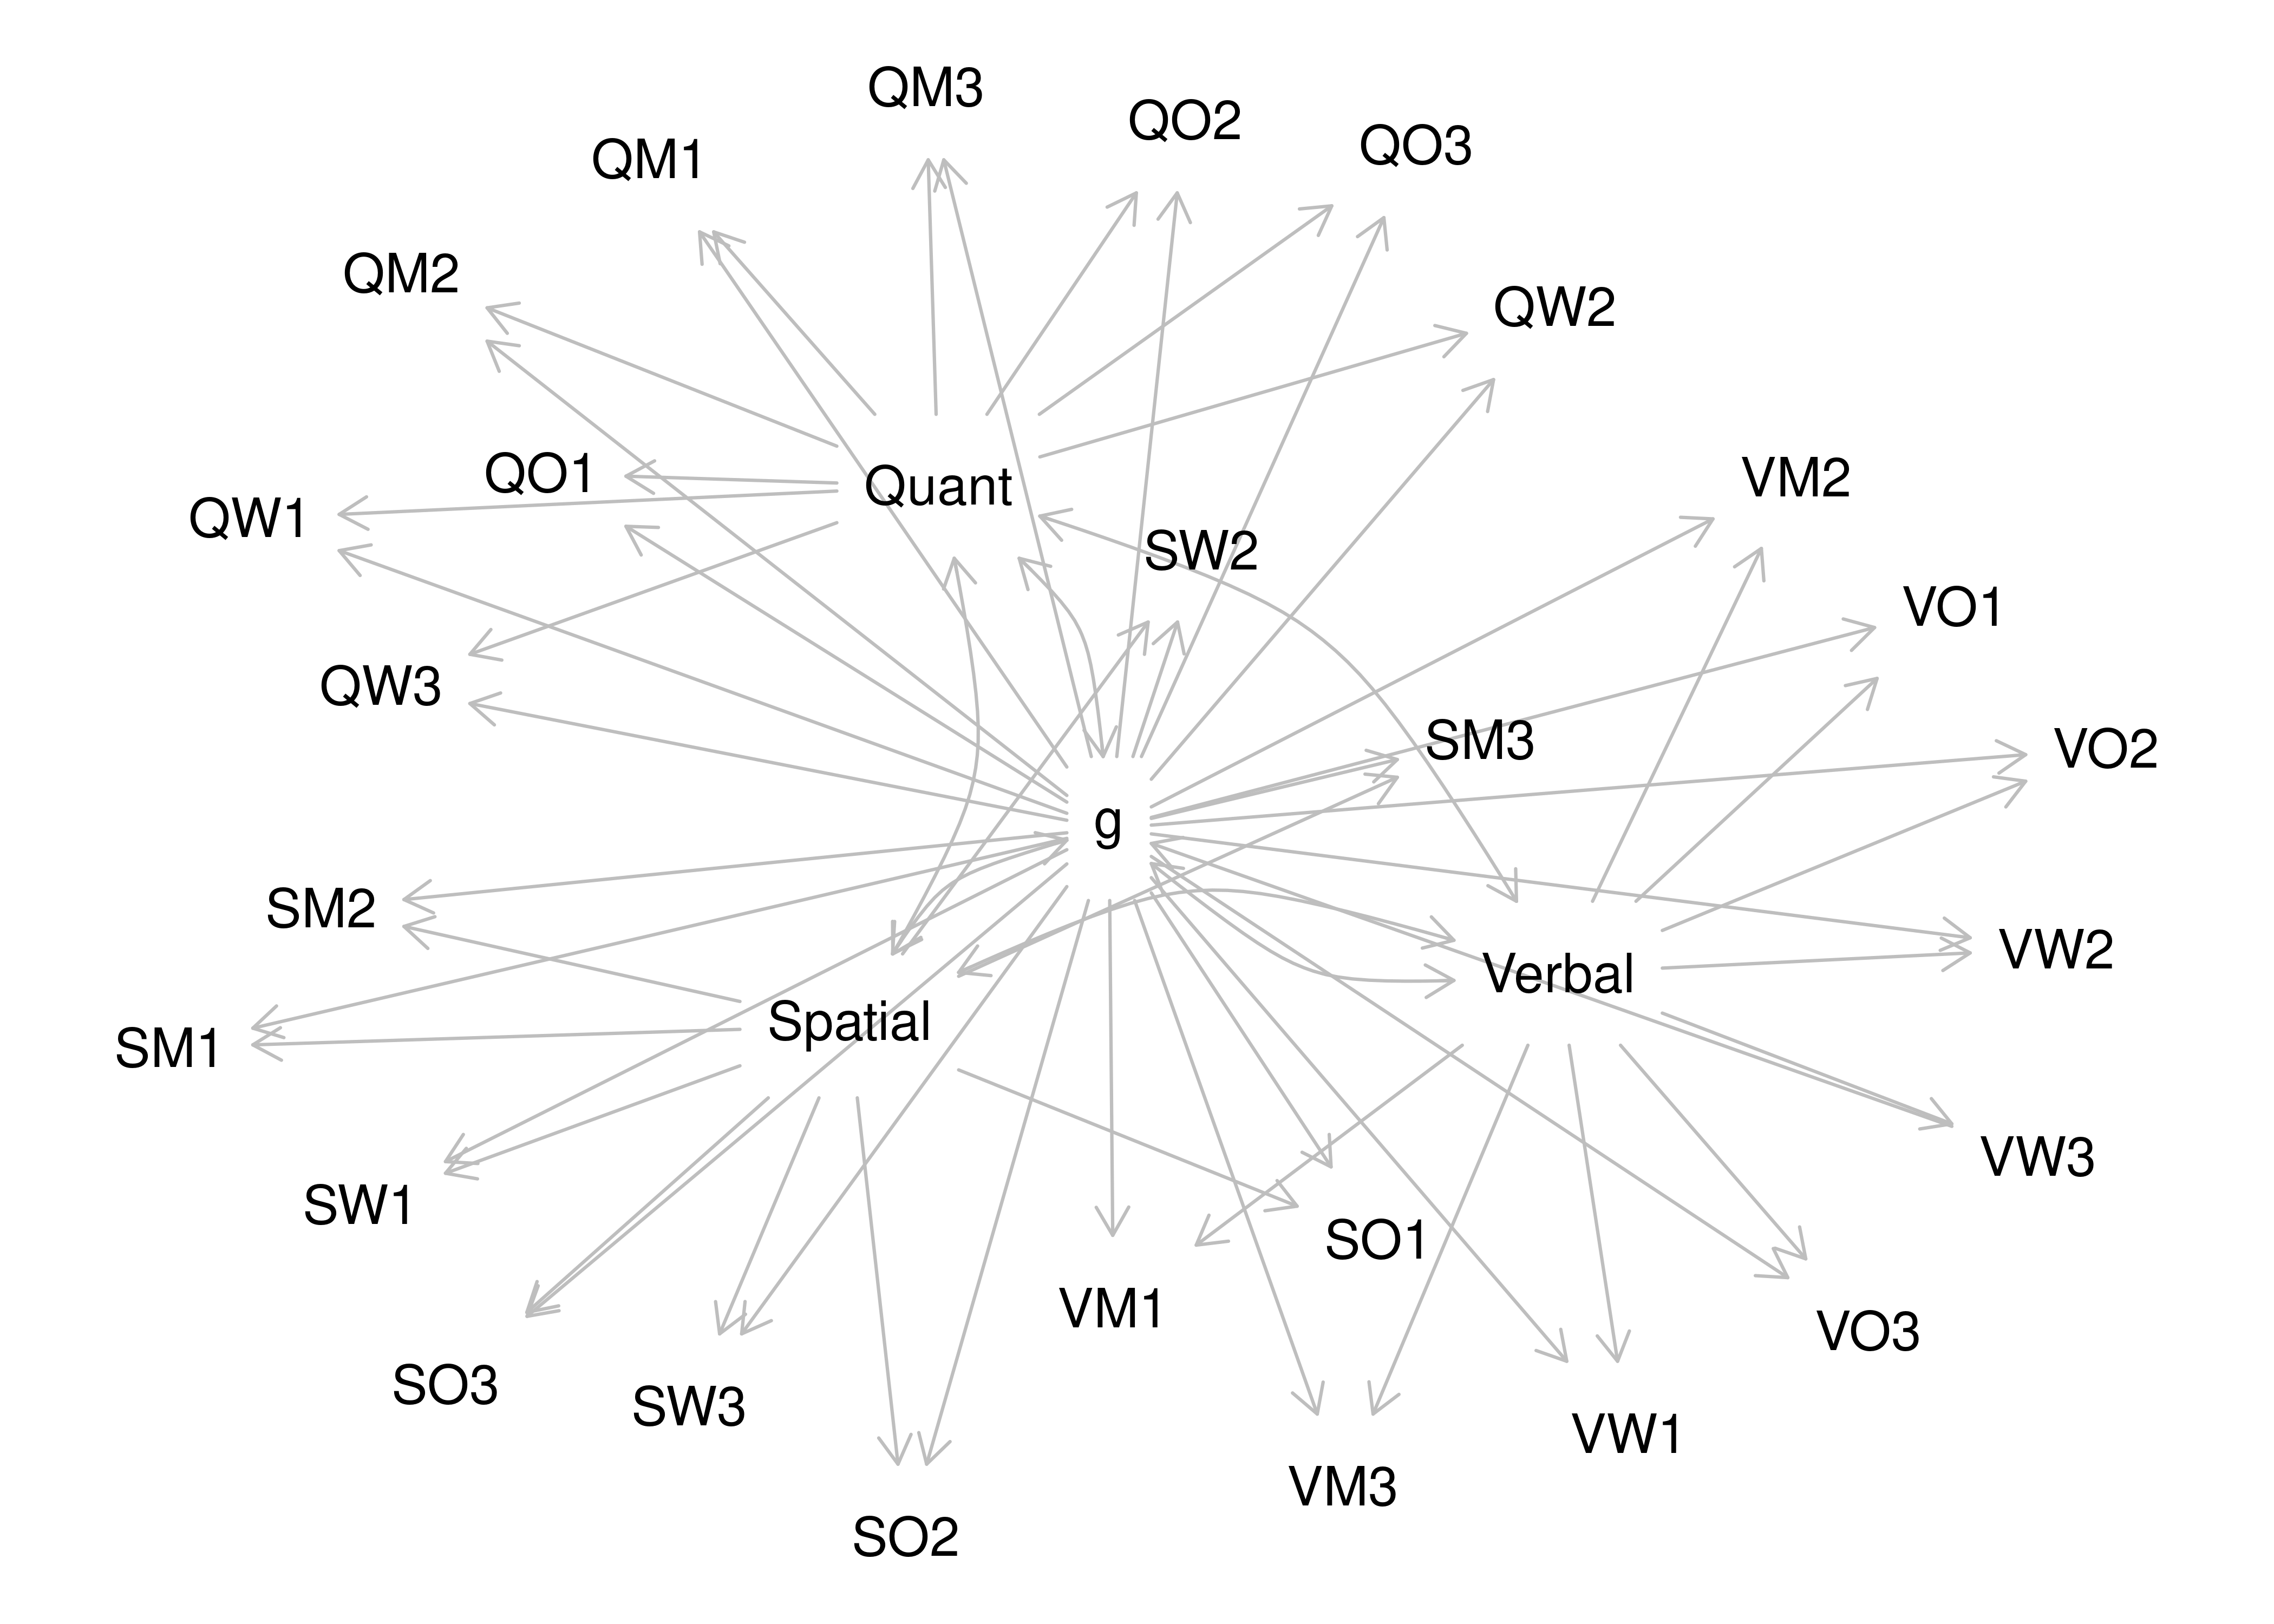 QM3
QO2
QO3
QM1
QM2
QW2
QO1
Quant
VM2
QW1
SW2
VO1
QW3
SM3
VO2
g
SM2
VW2
Verbal
Spatial
SM1
VW3
SW1
SO1
VM1
VO3
SO3
SW3
VW1
VM3
SO2